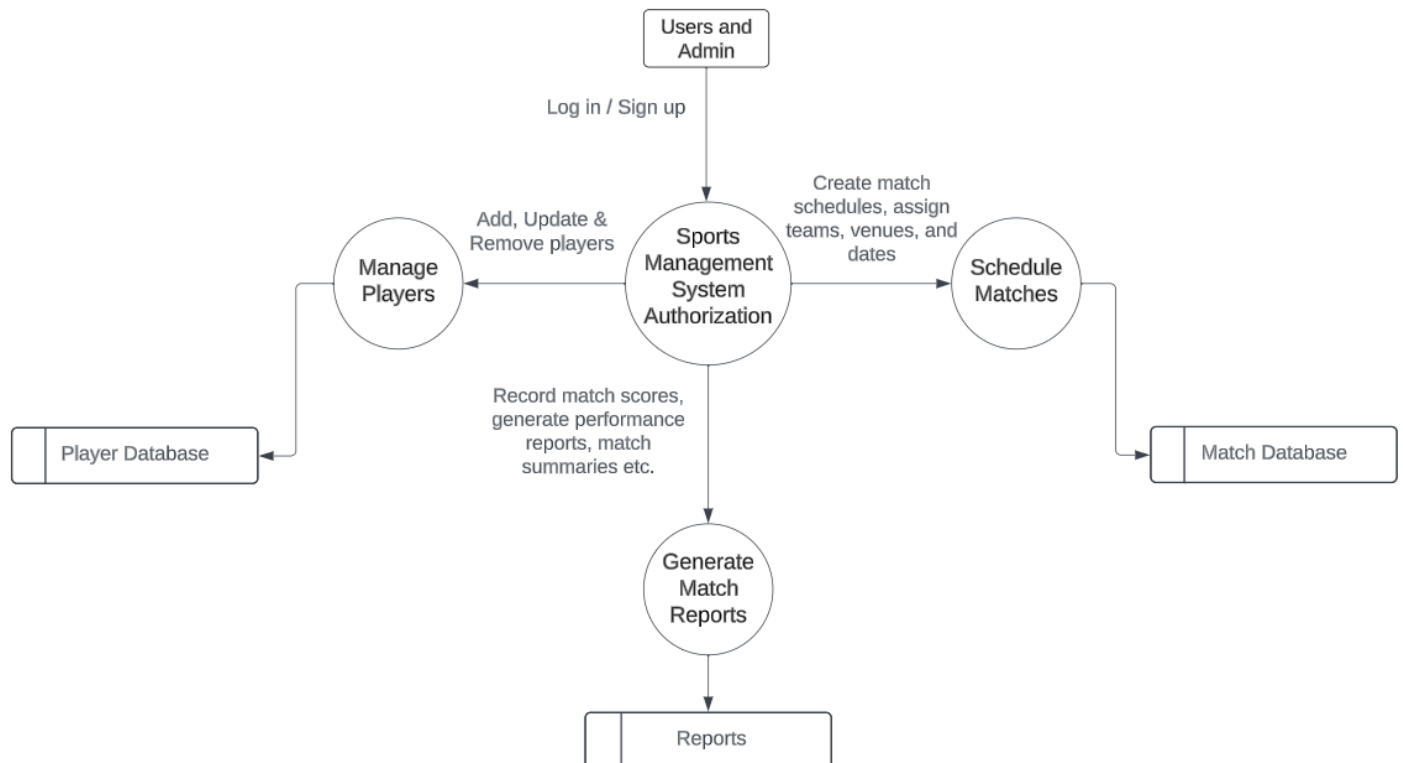 Users and
Admin
Log in / Sign up
Create match
schedules, assign
teams, venues, and
dates
Add, Update &
Remove players
Sports
Management
System
Authorization
Manage
Players
Schedule
Matches
Record match scores,
generate performance
reports, match
summaries etc.
Player Database
Match Database
Generate
Match
Reports
Reports